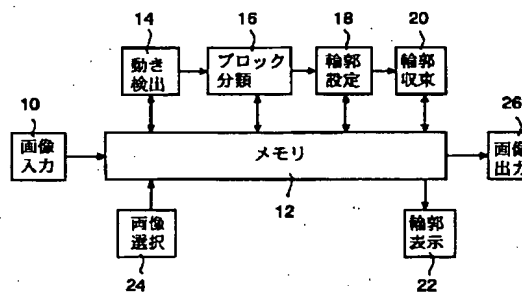 14
16
18
20
動き
検出
ブロック
分類
輪郭
設定
輪郭
収束
10
26
画像
入力
メモリ
画像
出力
12
画像
選択
輪郭
表示
24
22